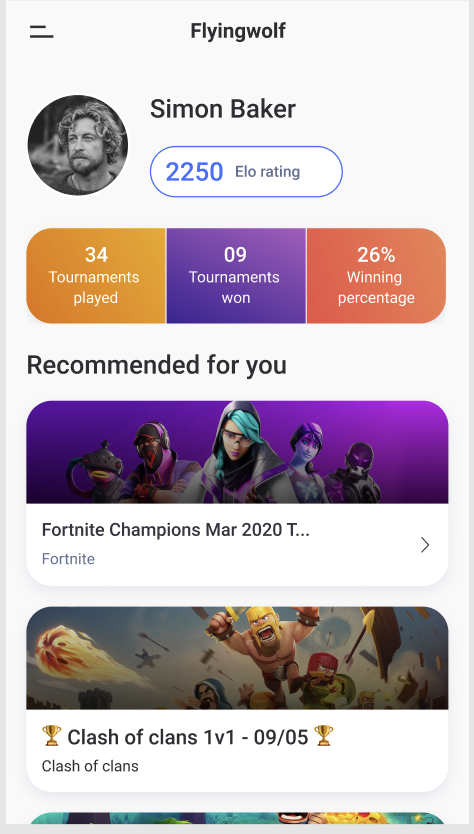 Flyingwolf
Simon Baker
2250 Elo rating
34
Tournaments
played
09
Tournaments
won
26%
Winning
percentage
Recommended for you
Fortnite Champions Mar 2020 T...
Fortnite
🏆 Clash of clans 1v1 - 09/05 🏆
Clash of clans